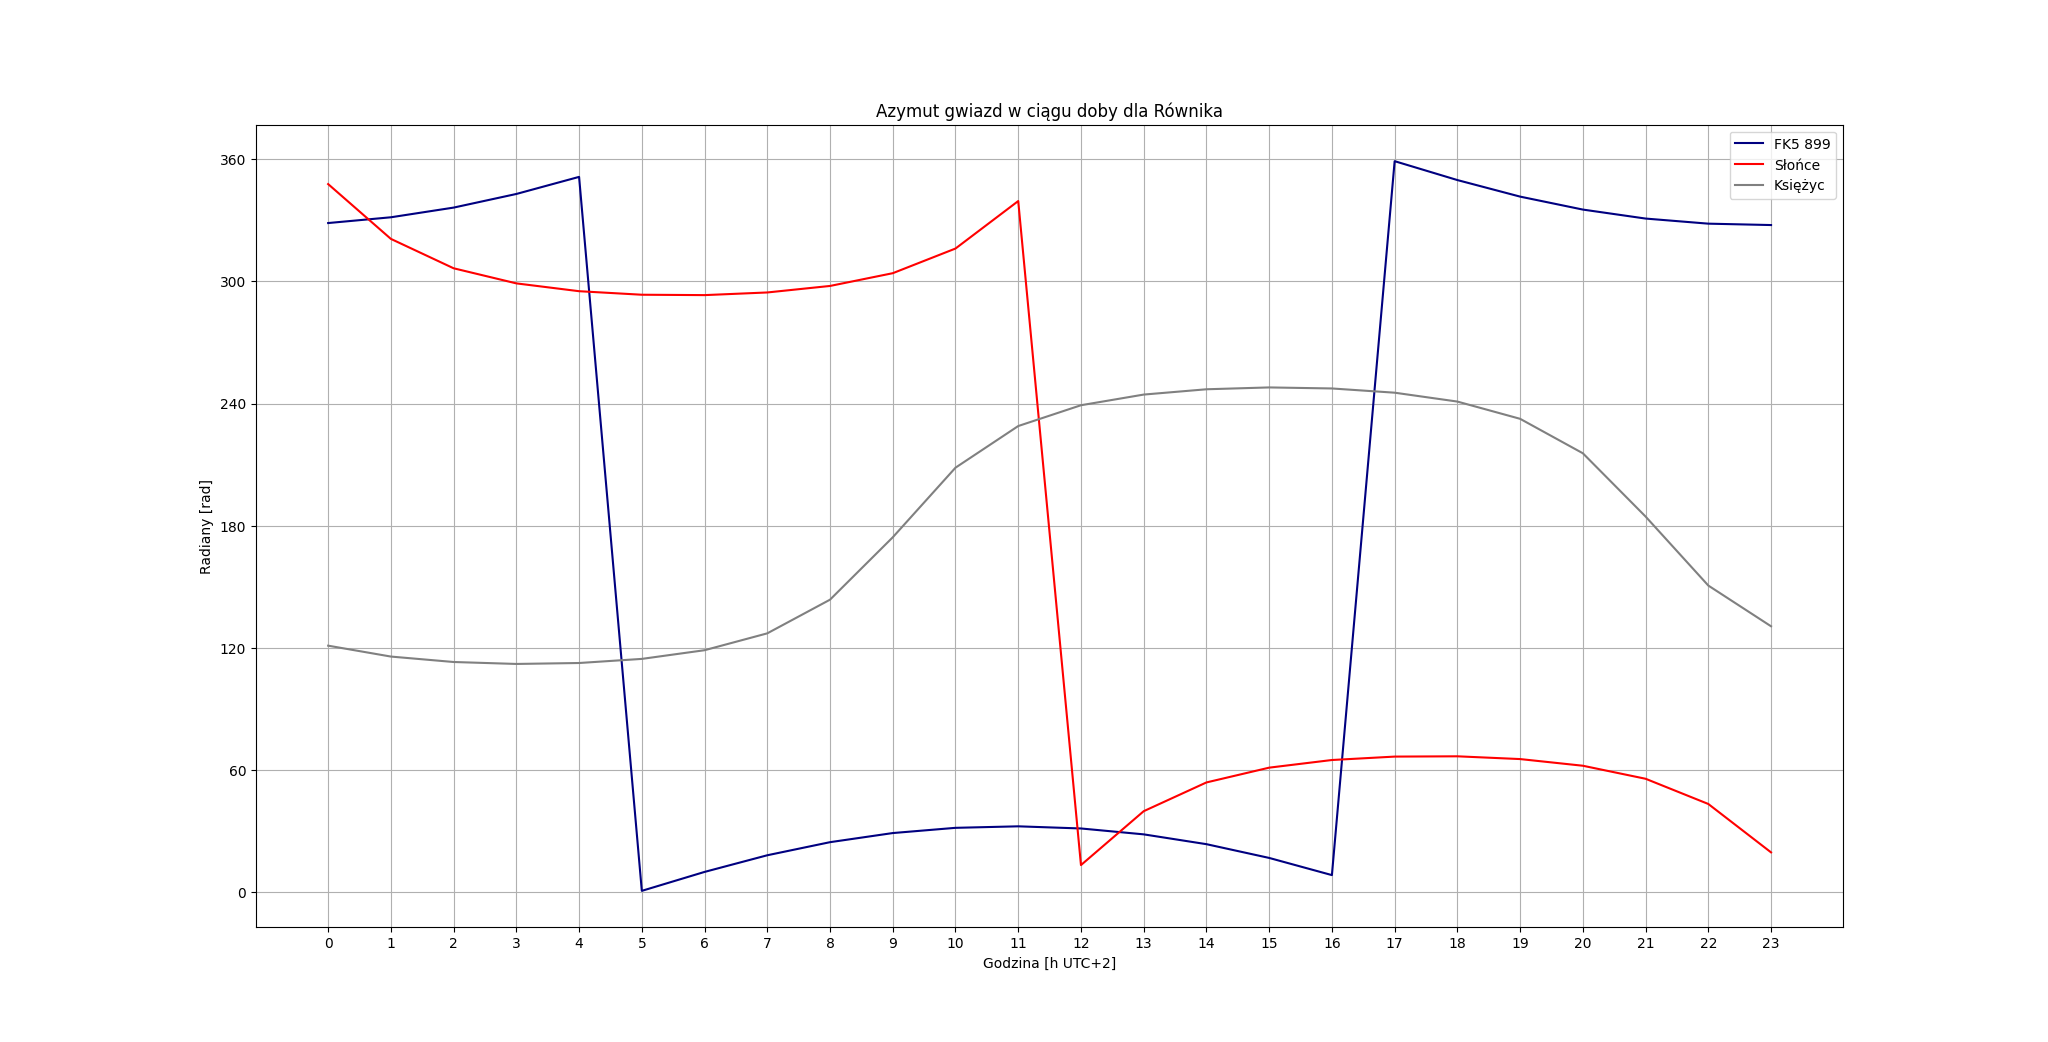 Azymut gwiazd w ciągu doby dla Równika
FK5 899
Słońce
Księżyc
360
300
240
180
120
60
0
Radiany [rad]
0 1 2 3 4 5 6 7 8 9 10 11 12 13 14 15 16 17 18 19 20 21 22 23
Godzina [h UTC+2]